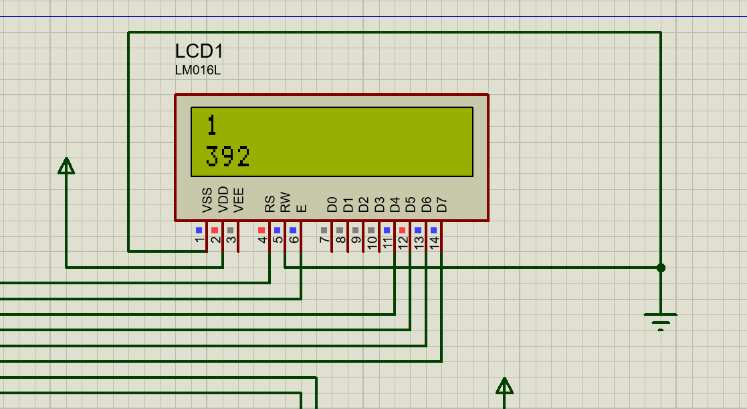 LCD1
LM016L
1
392
VSS VDD VEE RS RW E D0 D1 D2 D3 D4 D5 D6 D7
1 2 3 4 5 6 7 8 9 10 11 12 13 14